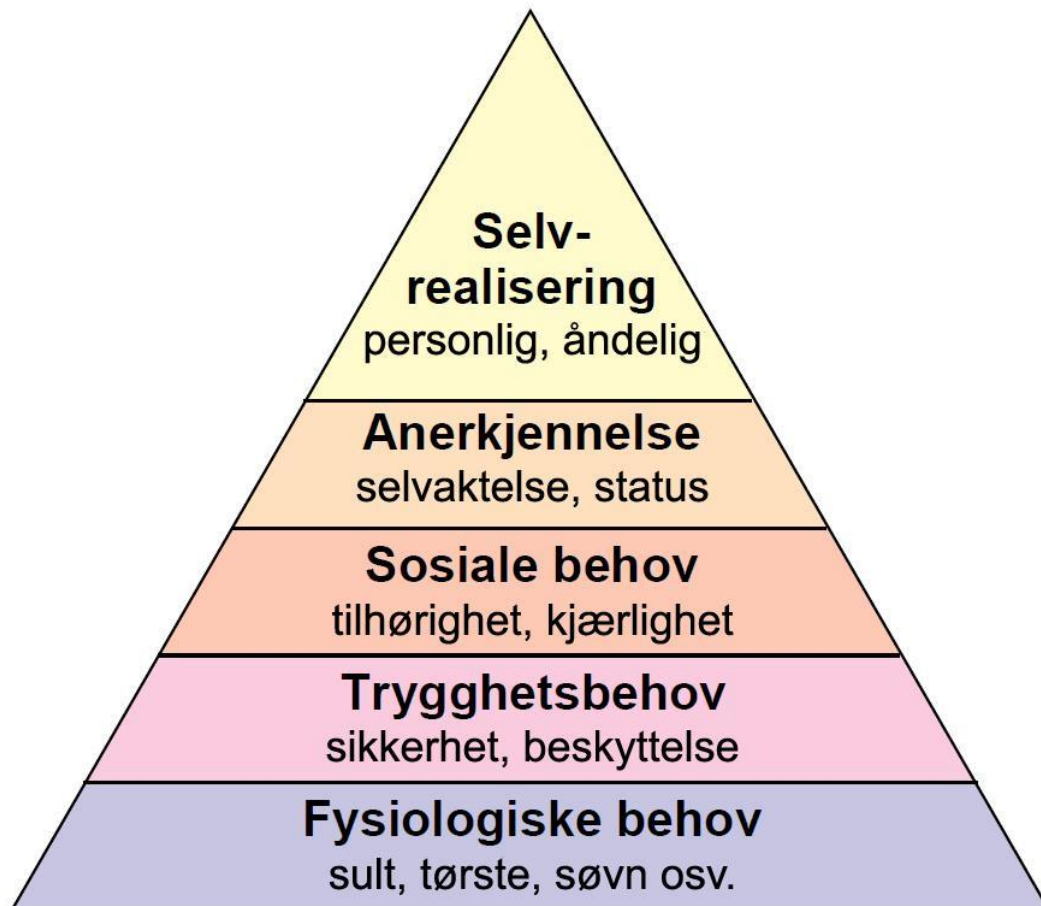 Selv-
realisering
personlig, åndelig
Anerkjennelse
selvaktelse, status
Sosiale behov
tilhørighet, kjærlighet
Trygghetsbehov
sikkerhet, beskyttelse
Fysiologiske behov
sult, tørste, søvn osv.